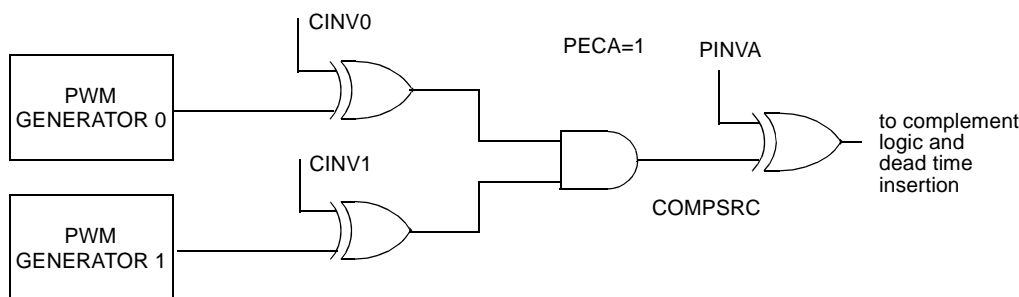 CINV0
PECA=1
PINVA
PWM
GENERATOR 0
to complement
logic and
dead time
insertion
CINV1
COMPSRC
PWM
GENERATOR 1